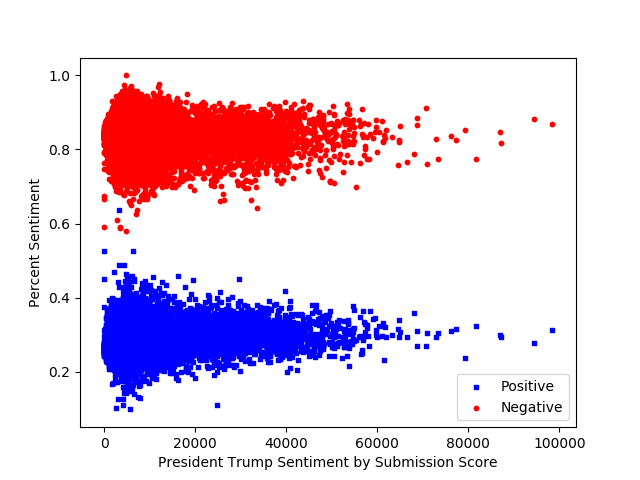 1.0
0.8
0.6
0.4
0.2
Percent Sentiment
0 20000 40000 60000 80000 100000
President Trump Sentiment by Submission Score
Positive
Negative